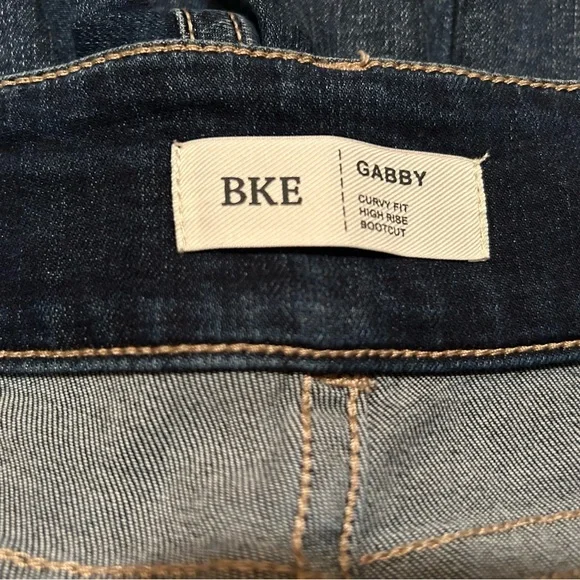 BKE
GABBY
CURVY FIT
HIGH RISE
BOOTCUT